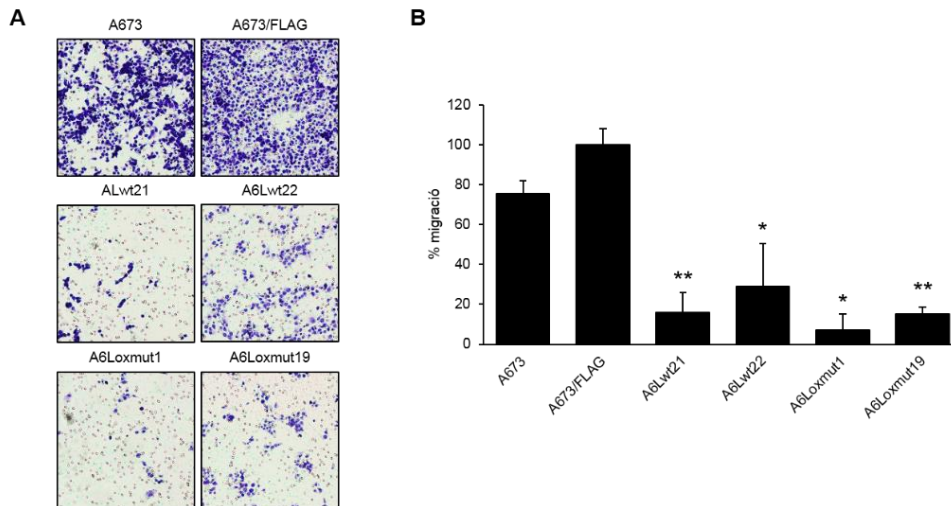 A
A673
A673/FLAG
ALwt21
A6Lwt22
A6Loxmut1
A6Loxmut19
B
% migració
120
100
80
60
40
20
0
**
*
*
**
A673
A673/FLAG
A6Lwt21
A6Lwt22
A6Loxmut1
A6Loxmut19